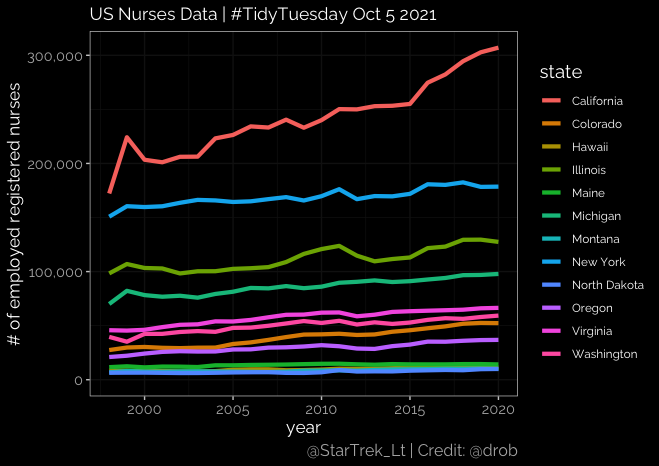 US Nurses Data | #TidyTuesday Oct 5 2021
# of employed registered nurses
300,000
200,000
100,000
0
2000
2005
2010
2015
2020
year
state
California
Colorado
Hawaii
Illinois
Maine
Michigan
Montana
New York
North Dakota
Oregon
Virginia
Washington
@StarTrek_Lt | Credit: @drob